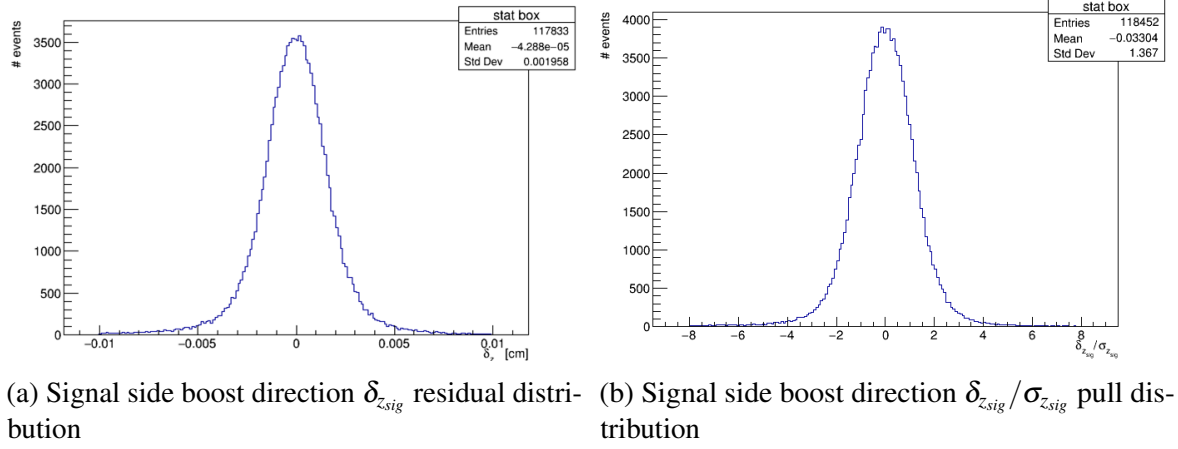 stat box
Entries 117833
Mean −4.288e−05
Std Dev 0.001958
# events
3500
3000
2500
2000
1500
1000
500
0
−0.01 −0.005 0 0.005 0.01
δz [cm]
stat box
Entries 118452
Mean −0.03304
Std Dev 1.367
# events
4000
3500
3000
2500
2000
1500
1000
500
0
−8 −6 −4 −2 0 2 4 6 8
δzsig/σzsig
(a) Signal side boost direction δzsig residual distri-
bution
(b) Signal side boost direction δzsig/σzsig pull dis-
tribution